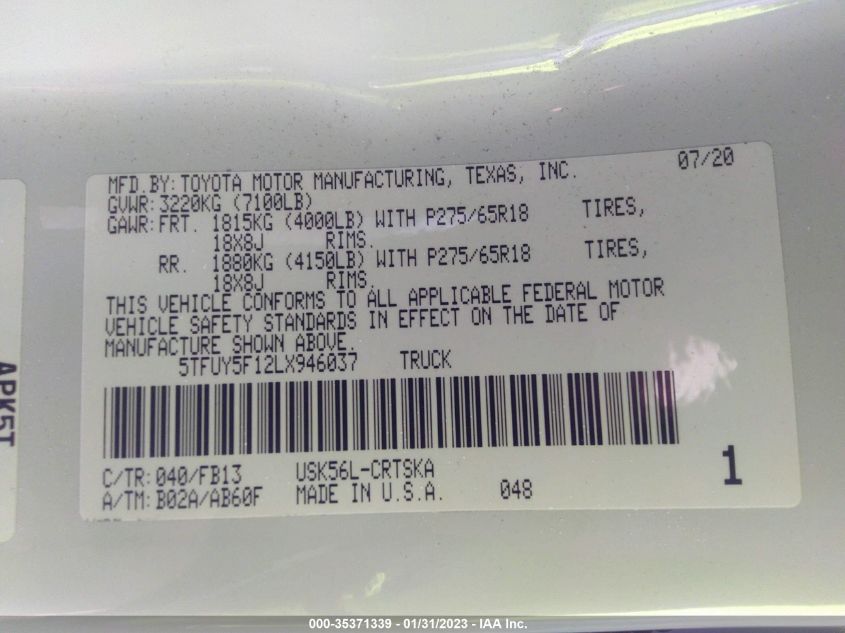 MFD.BY:TOYOTA MOTOR MANUFACTURING, TEXAS, INC. 07/20
GVWR:3220KG (7100LB)
GAWR:FRT. 1815KG (4000LB) WITH P275/65R18 TIRES,
18X8J RIMS.
RR. 1880KG (4150LB) WITH P275/65R18 TIRES,
18X8J RIMS.
THIS VEHICLE CONFORMS TO ALL APPLICABLE FEDERAL MOTOR
VEHICLE SAFETY STANDARDS IN EFFECT ON THE DATE OF
MANUFACTURE SHOWN ABOVE.
5TFUY5F12LX946037 TRUCK
C/TR:040/FB13 USK56L-CRTSKA
A/TM:B02A/AB60F MADE IN U.S.A. 048 1
APK5T
000-35371339 - 01/31/2023 - IAA Inc.